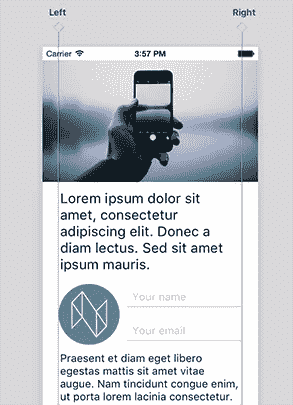 Left Right
Carrier 3:57 PM
Lorem ipsum dolor sit
amet, consectetur
adipiscing elit. Donec a
diam lectus. Sed sit amet
ipsum mauris.
Your name
Your email
Praesent et diam eget libero
egestas mattis sit amet vitae
augue. Nam tincidunt congue enim,
ut porta lorem lacinia consectetur.